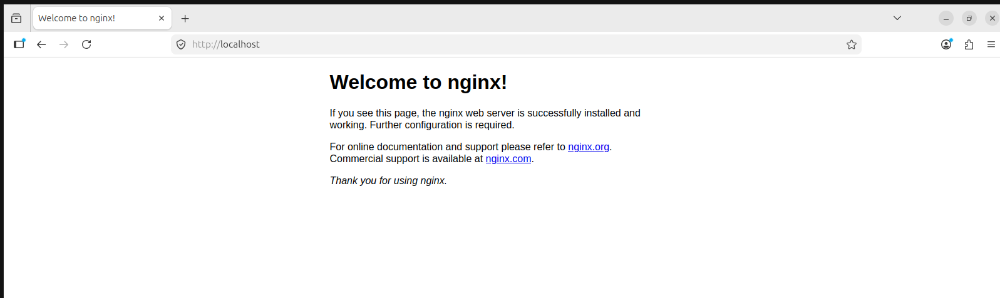 Welcome to nginx!
http://localhost
Welcome to nginx!
If you see this page, the nginx web server is successfully installed and
working. Further configuration is required.
For online documentation and support please refer to nginx.org.
Commercial support is available at nginx.com.
Thank you for using nginx.